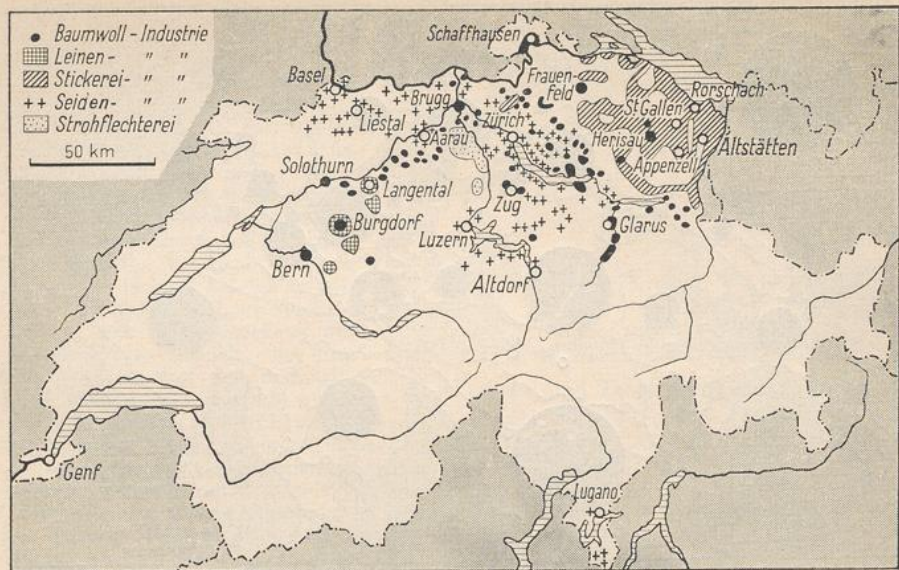 Baumwoll-Industrie
Leinen- " "
Stickerei- " "
Seiden- " "
Strohflechterei
50 km
Schaffhausen
Basel
Frauen-
feld
Rorschach
Brugg
St. Gallen
Liestal
Zürich
Aarau
Herisau
Altstätten
Appenzell
Solothurn
Langental
Zug
Burgdorf
Luzern
Glarus
Bern
Altdorf
Genf
Lugano